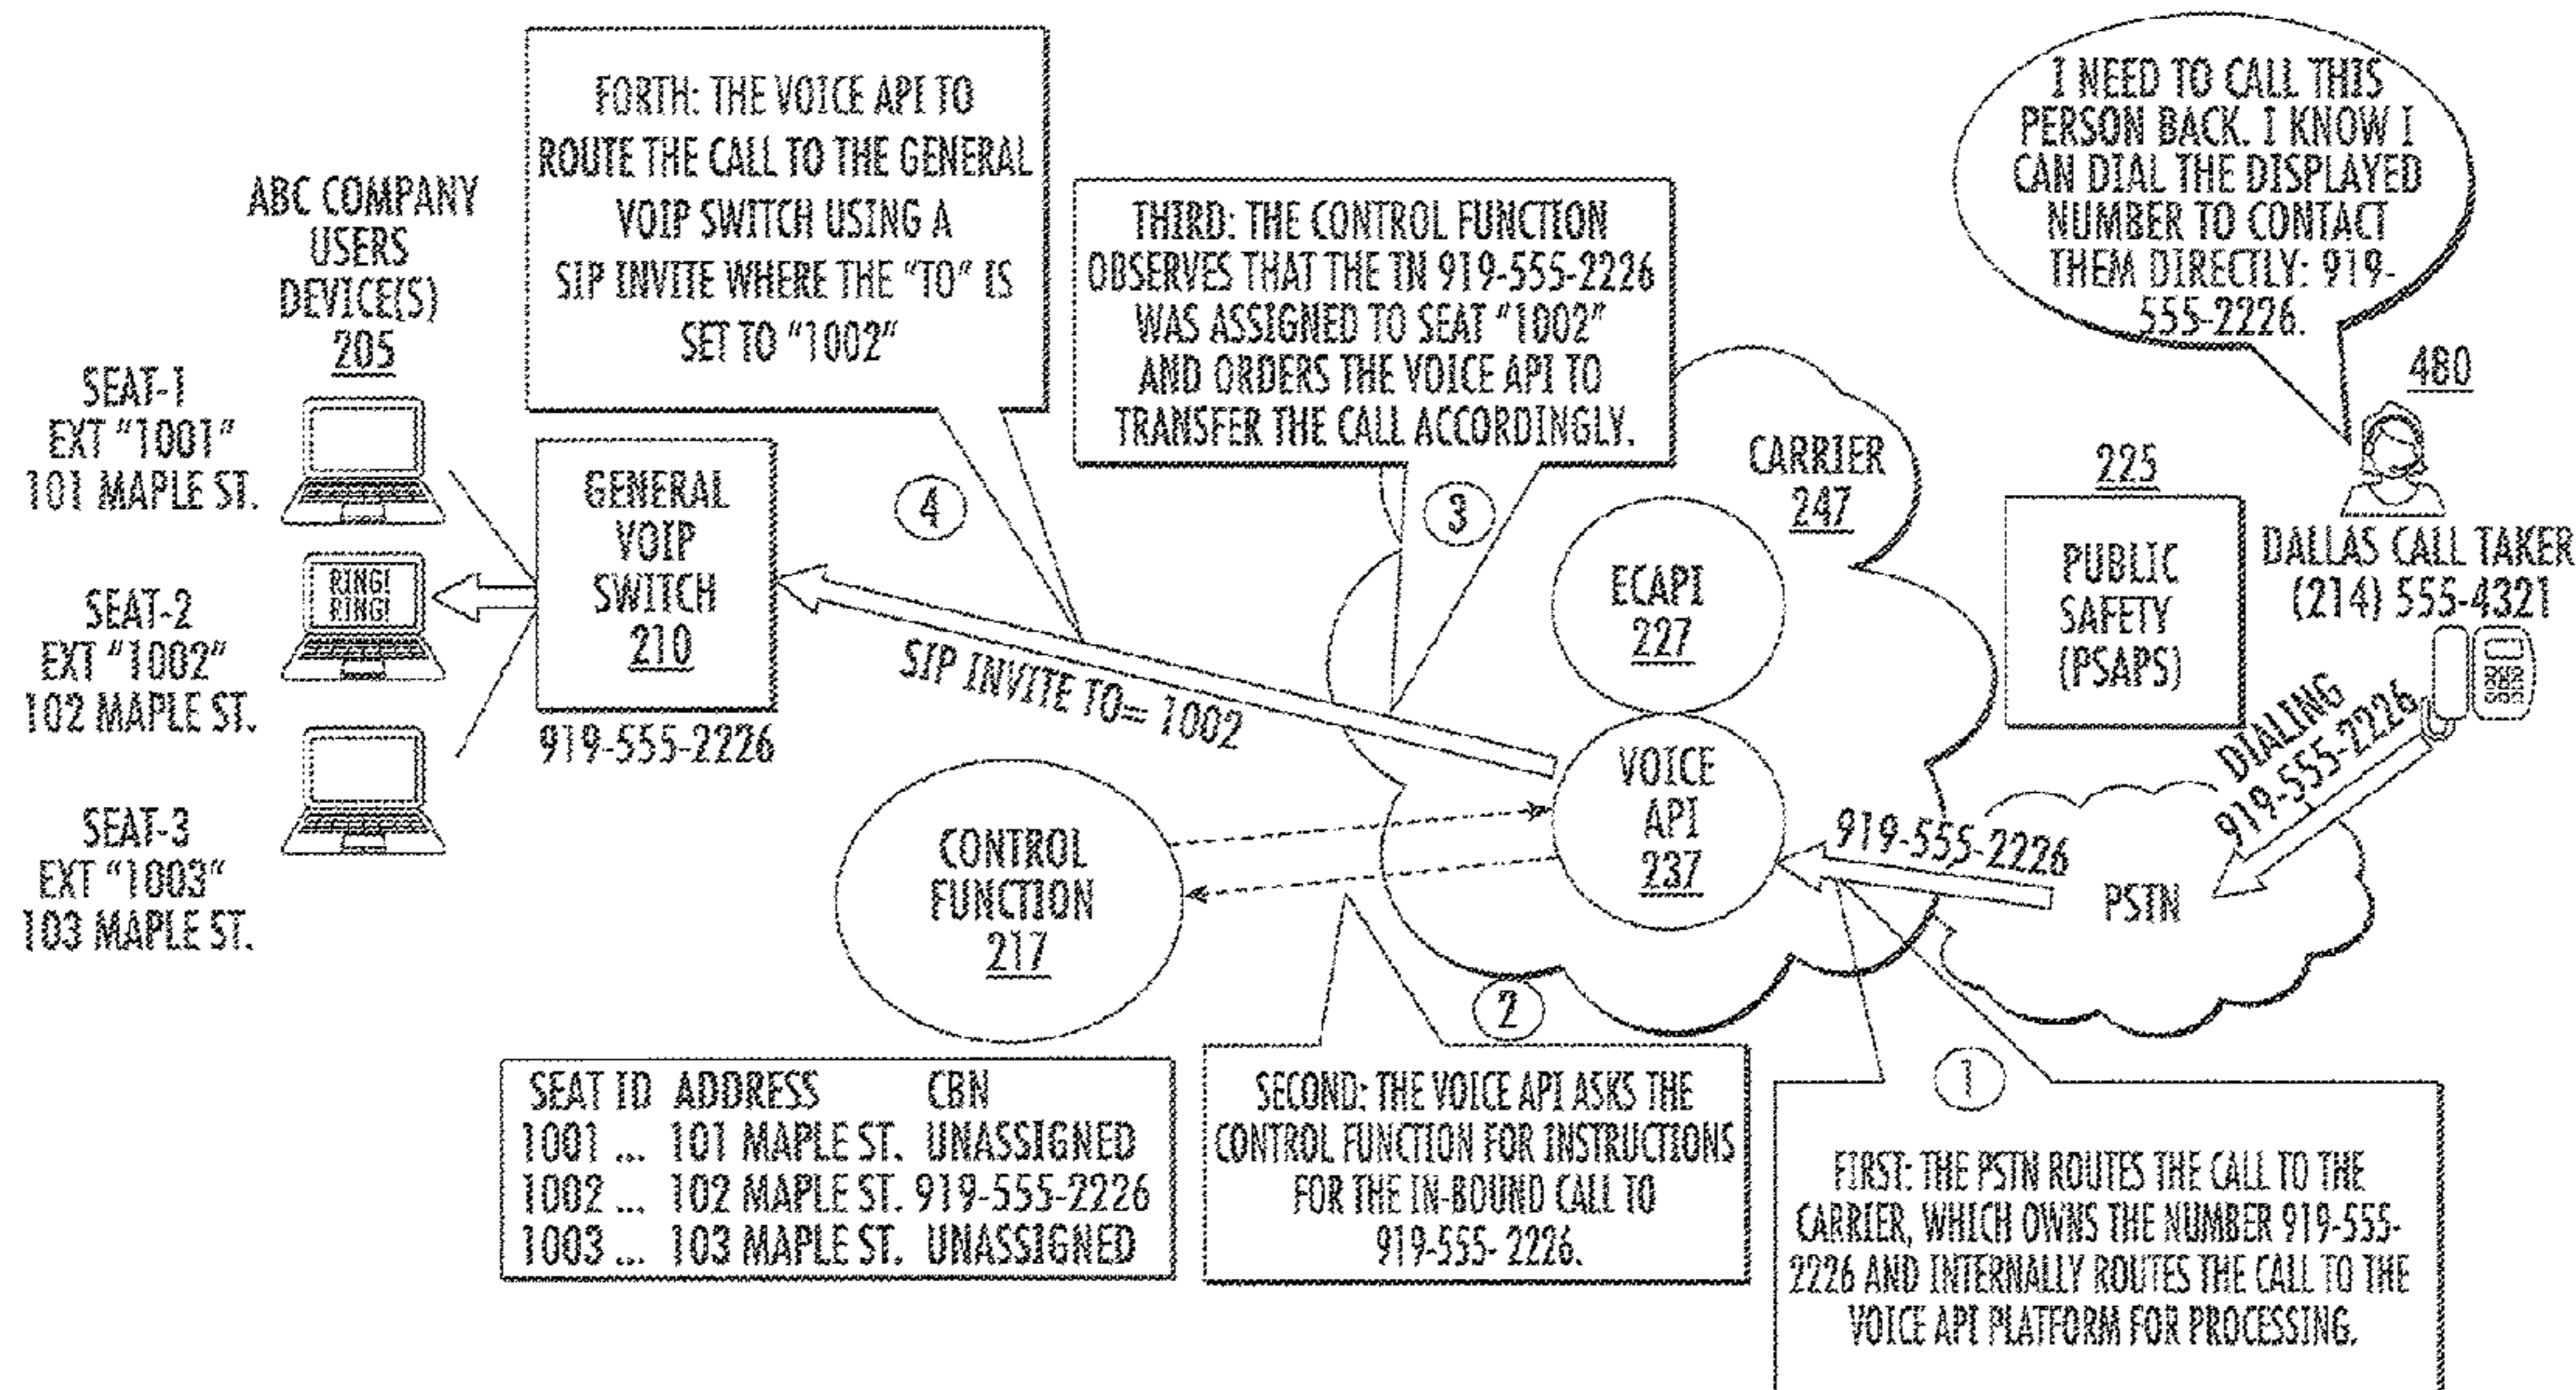 ABC COMPANY
USERS
DEVICE(S)
205
SEAT-1
EXT "1001"
101 MAPLE ST.
SEAT-2
EXT "1002"
102 MAPLE ST.
SEAT-3
EXT "1003"
103 MAPLE ST.
RING!
RING!
FORTH: THE VOICE API TO
ROUTE THE CALL TO THE GENERAL
VOIP SWITCH USING A
SIP INVITE WHERE THE "TO" IS
SET TO "1002"
GENERAL
VOIP
SWITCH
210
919-555-2226
4
SIP INVITE TO= 1002
THIRD: THE CONTROL FUNCTION
OBSERVES THAT THE TN 919-555-2226
WAS ASSIGNED TO SEAT "1002"
AND ORDERS THE VOICE API TO
TRANSFER THE CALL ACCORDINGLY.
3
CARRIER
247
ECAPI
227
VOICE
API
237
CONTROL
FUNCTION
217
I NEED TO CALL THIS
PERSON BACK. I KNOW I
CAN DIAL THE DISPLAYED
NUMBER TO CONTACT
THEM DIRECTLY: 919-
555-2226.
480
225
PUBLIC
SAFETY
(PSAPS)
DALLAS CALL TAKER
(214) 555-4321
DIALING
919-555-2226
919-555-2226
PSTN
2
1
SEAT ID ADDRESS CBN
1001 ... 101 MAPLE ST. UNASSIGNED
1002 ... 102 MAPLE ST. 919-555-2226
1003 ... 103 MAPLE ST. UNASSIGNED
SECOND: THE VOICE API ASKS THE
CONTROL FUNCTION FOR INSTRUCTIONS
FOR THE IN-BOUND CALL TO
919-555- 2226.
FIRST: THE PSTN ROUTES THE CALL TO THE
CARRIER, WHICH OWNS THE NUMBER 919-555-
2226 AND INTERNALLY ROUTES THE CALL TO THE
VOICE API PLATFORM FOR PROCESSING.